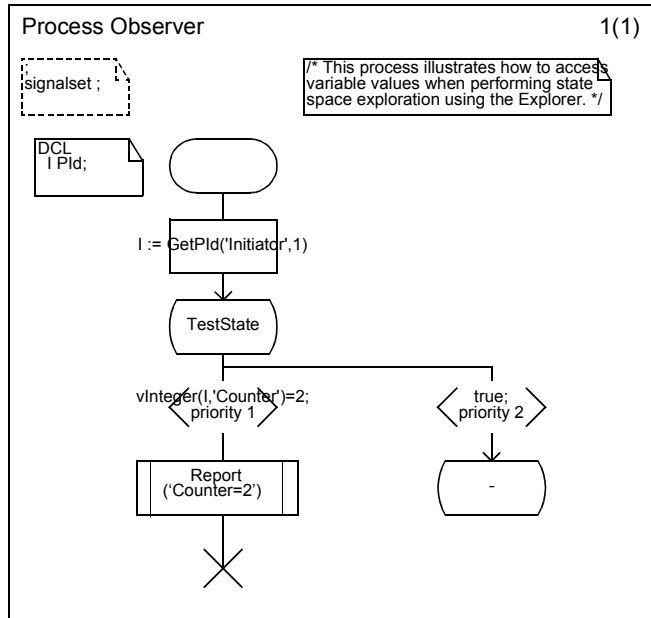 Process Observer
1(1)
;
signalset ;
/* This process illustrates how to access
variable values when performing state
space exploration using the Explorer. */
DCL
I PId;
I := GetPId('Initiator',1)
TestState
vInteger(I,'Counter')=2;
priority 1
true;
priority 2
Report
(‘Counter=2’)
-